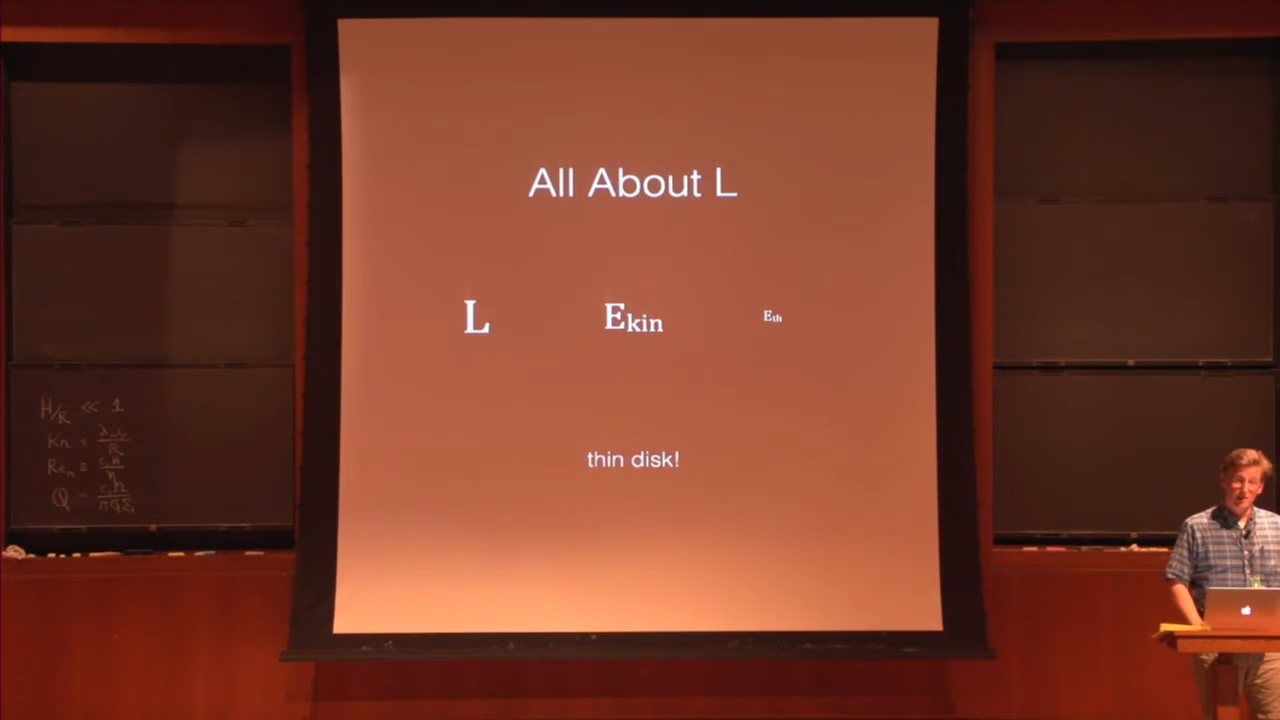 All About L
L Ekin Eth
thin disk!
H/R << 1
Kn =
Re
Q =